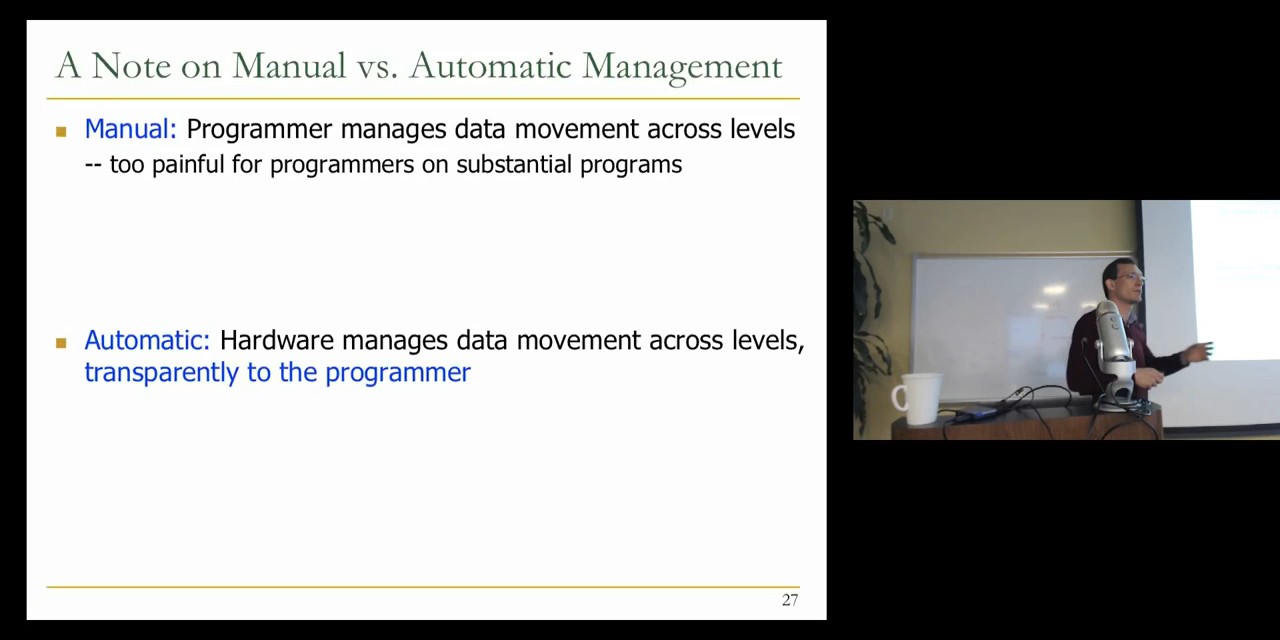 A Note on Manual vs. Automatic Management
Manual: Programmer manages data movement across levels
-- too painful for programmers on substantial programs
Automatic: Hardware manages data movement across levels,
transparently to the programmer
27